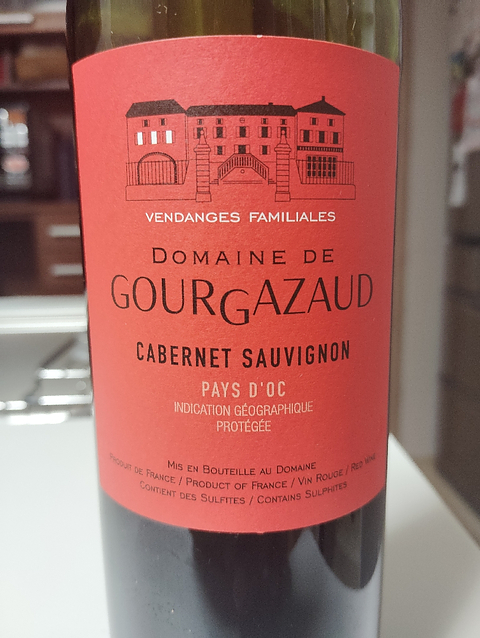 VENDANGES FAMILIALES
DOMAINE DE
GOURGAZAUD
CABERNET SAUVIGNON
PAYS D'OC
INDICATION GÉOGRAPHIQUE
PROTÉGÉE
MIS EN BOUTEILLE AU DOMAINE
PRODUIT DE FRANCE / PRODUCT OF FRANCE / VIN ROUGE / RED WINE
CONTIENT DES SULFITES / CONTAINS SULPHITES